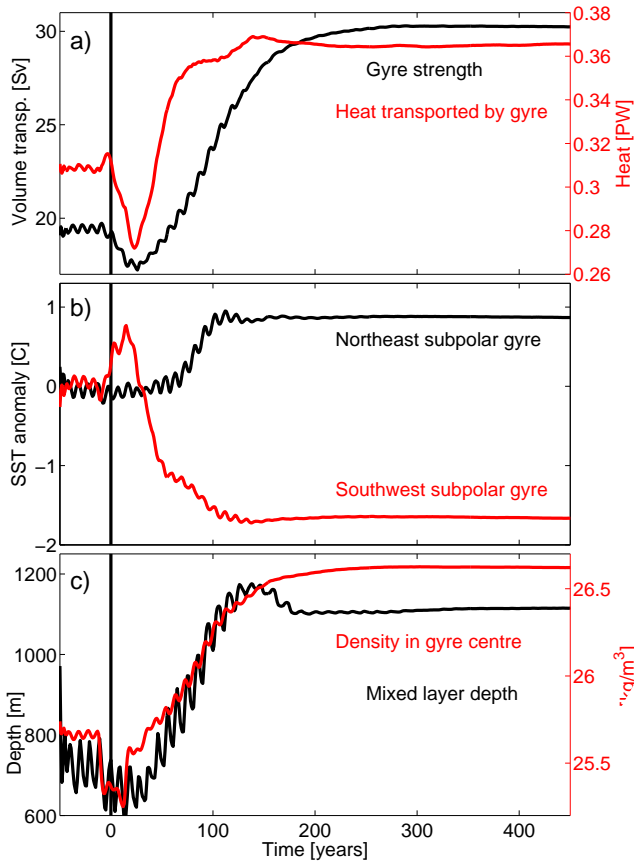 a)
Volume transp. [Sv]
30
25
20
Gyre strength
Heat transported by gyre
0.38
0.36
0.34
0.32
0.3
0.28
0.26
Heat [PW]
b)
SST anomaly [C]
1
0
−1
−2
Northeast subpolar gyre
Southwest subpolar gyre
c)
Depth [m]
1200
1000
800
600
Density in gyre centre
Mixed layer depth
26.5
26
25.5
kg/m³]
0
100
200
300
400
Time [years]